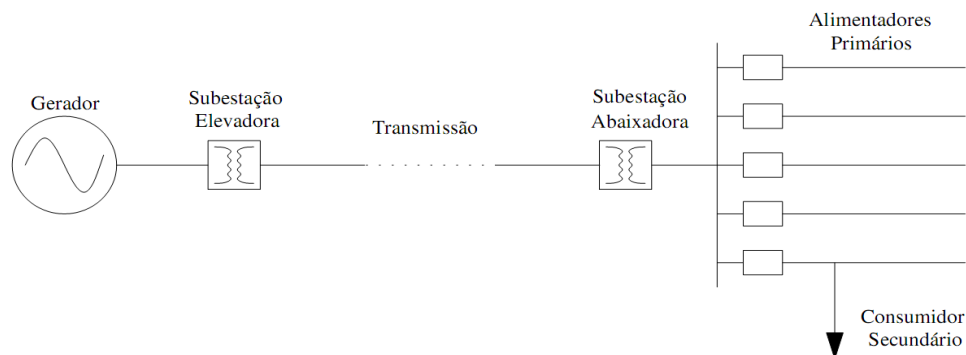 Gerador
Subestação
Elevadora
Transmissão
Subestação
Abaixadora
Alimentadores
Primários
Consumidor
Secundário